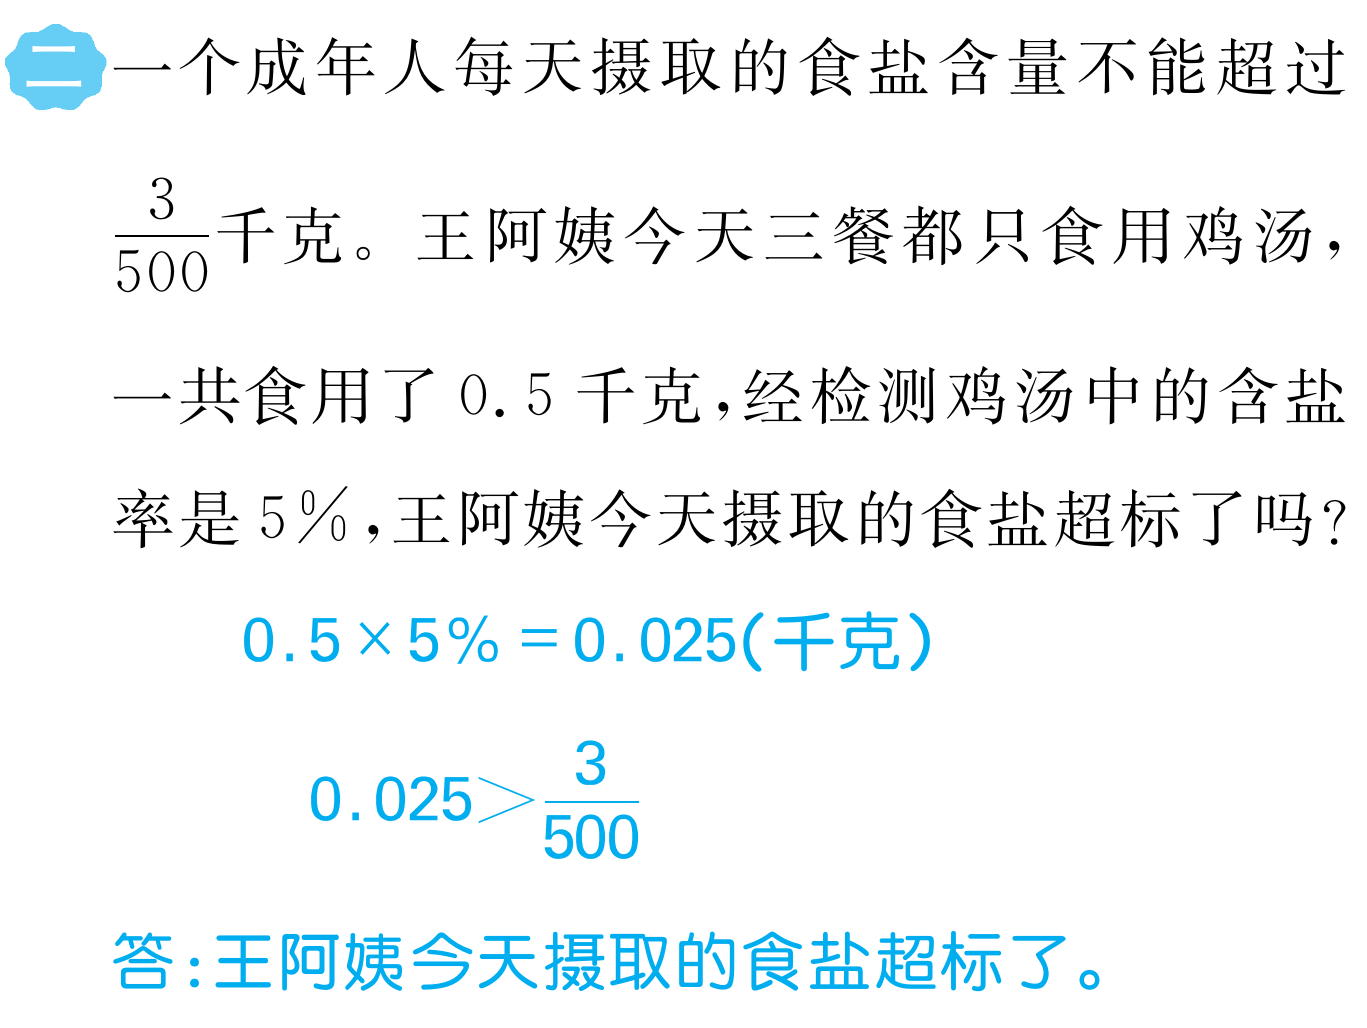 二 一个成年人每天摄取的食盐含量不能超过
3/500千克。王阿姨今天三餐都只食用鸡汤，
一共食用了0.5千克，经检测鸡汤中的含盐
率是5%，王阿姨今天摄取的食盐超标了吗?
0.5×5%=0.025(千克)
0.025>3/500
答:王阿姨今天摄取的食盐超标了。